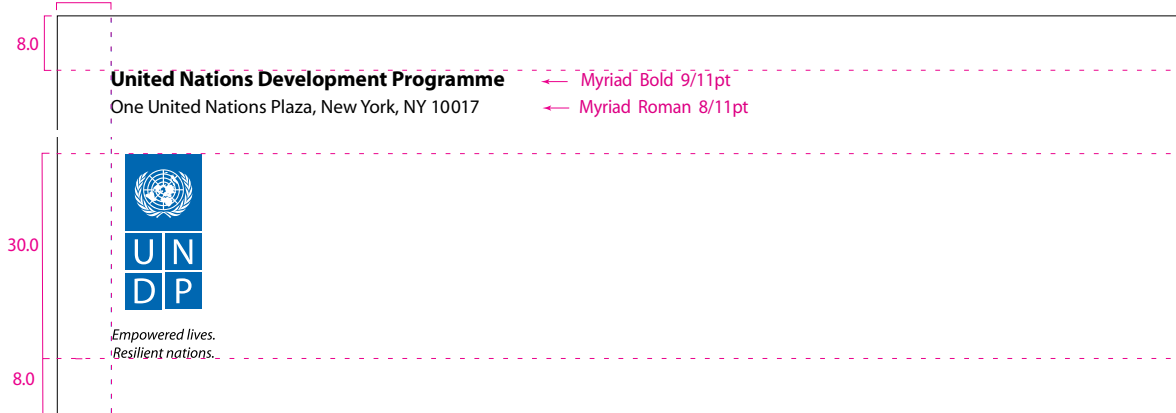 8.0
United Nations Development Programme
Myriad Bold 9/11pt
One United Nations Plaza, New York, NY 10017
Myriad Roman 8/11pt
30.0
U N
D P
Empowered lives.
Resilient nations.
8.0